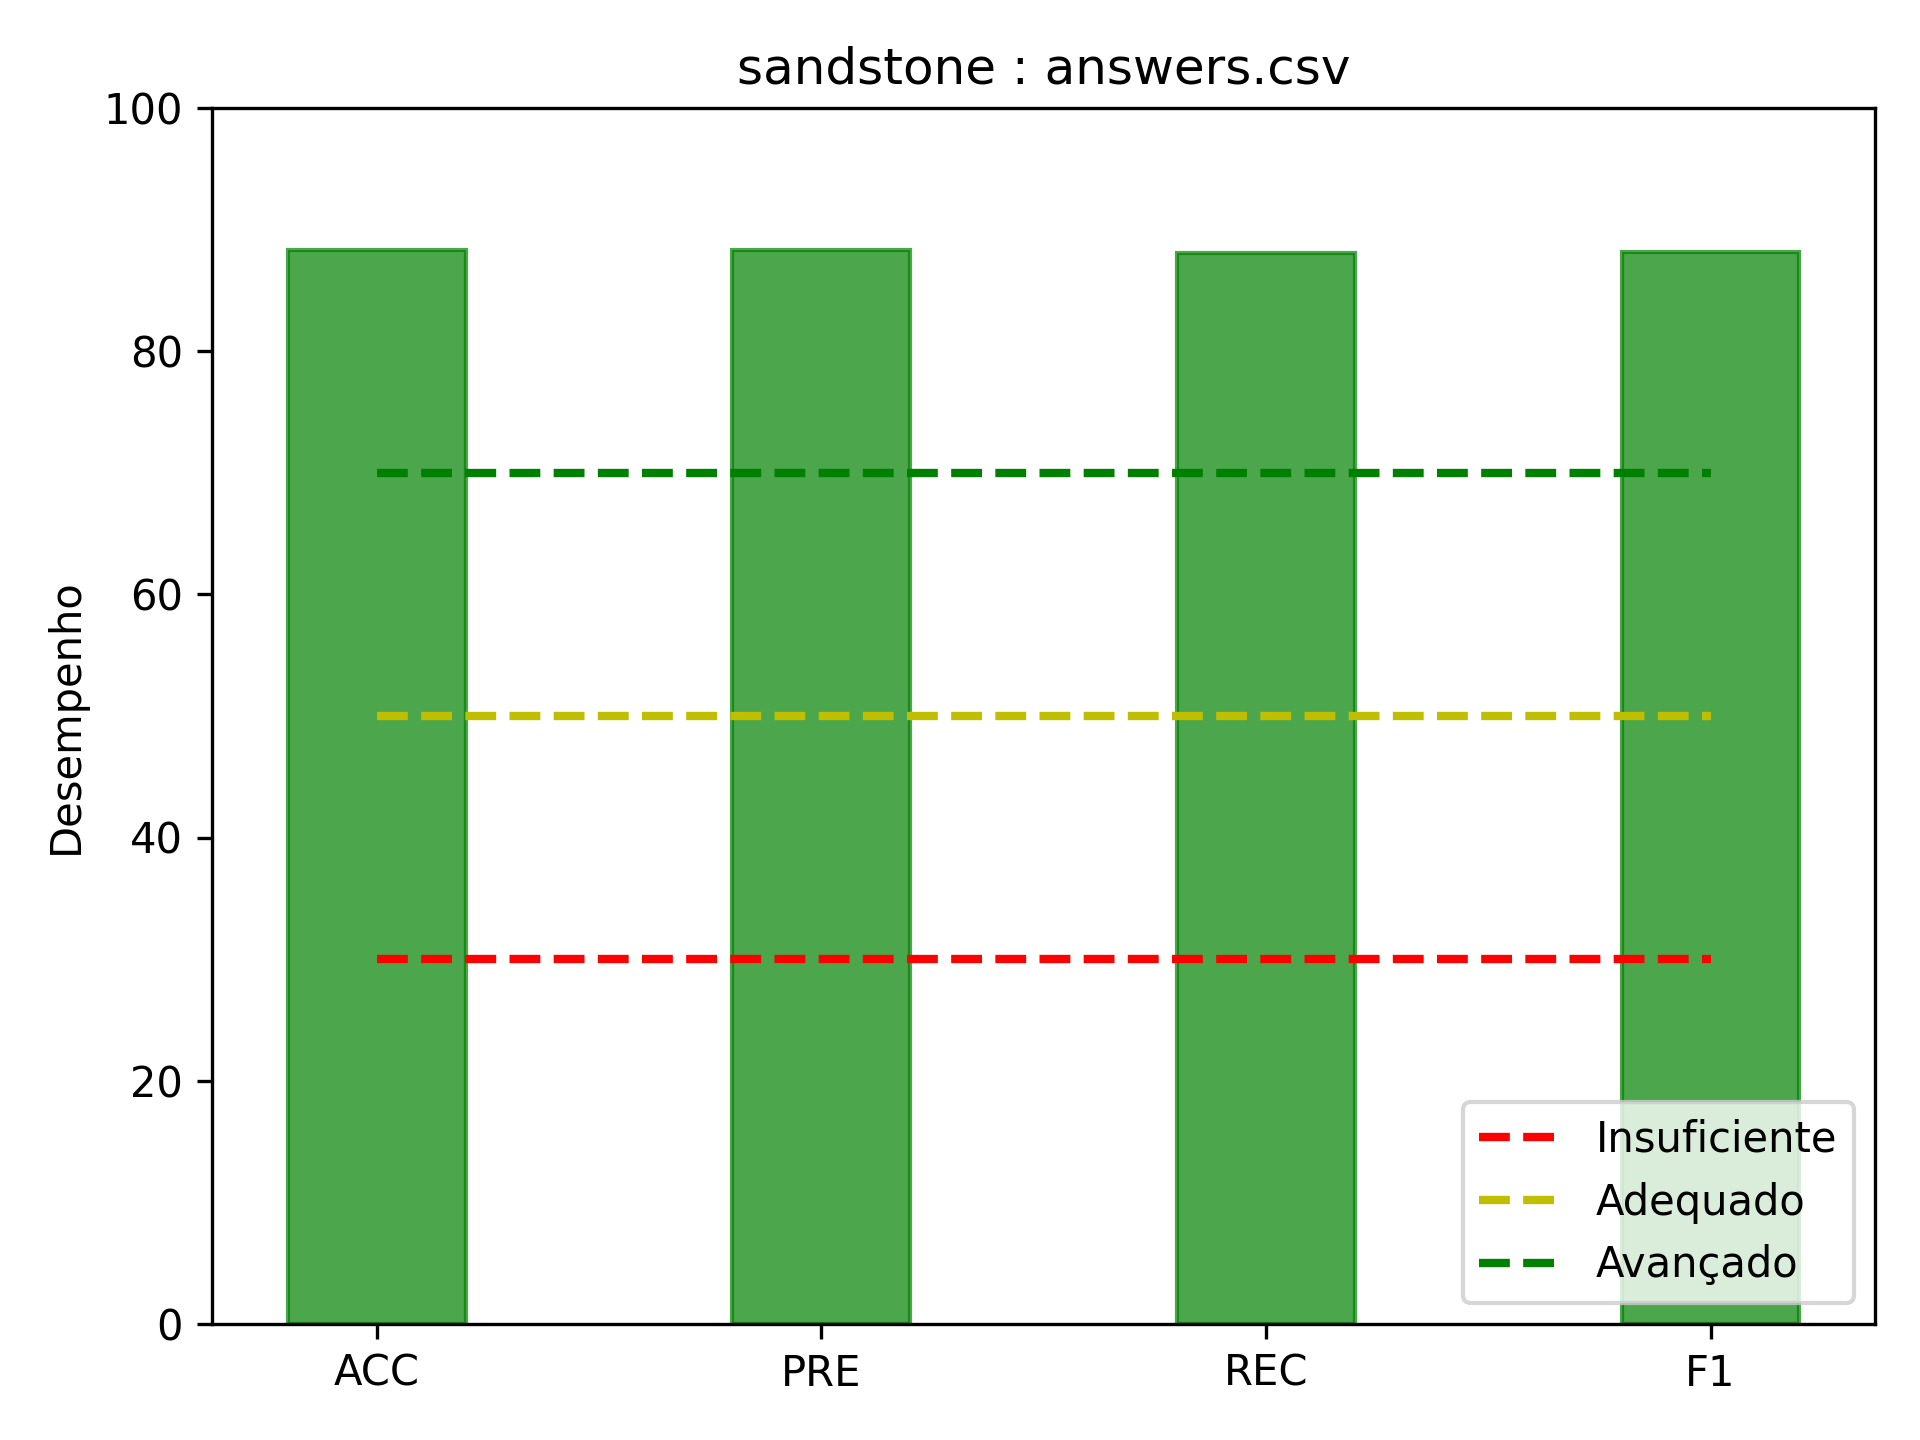 sandstone : answers.csv
100
80
60
40
20
0
Desempenho
ACC PRE REC F1
Insuficiente
Adequado
Avançado